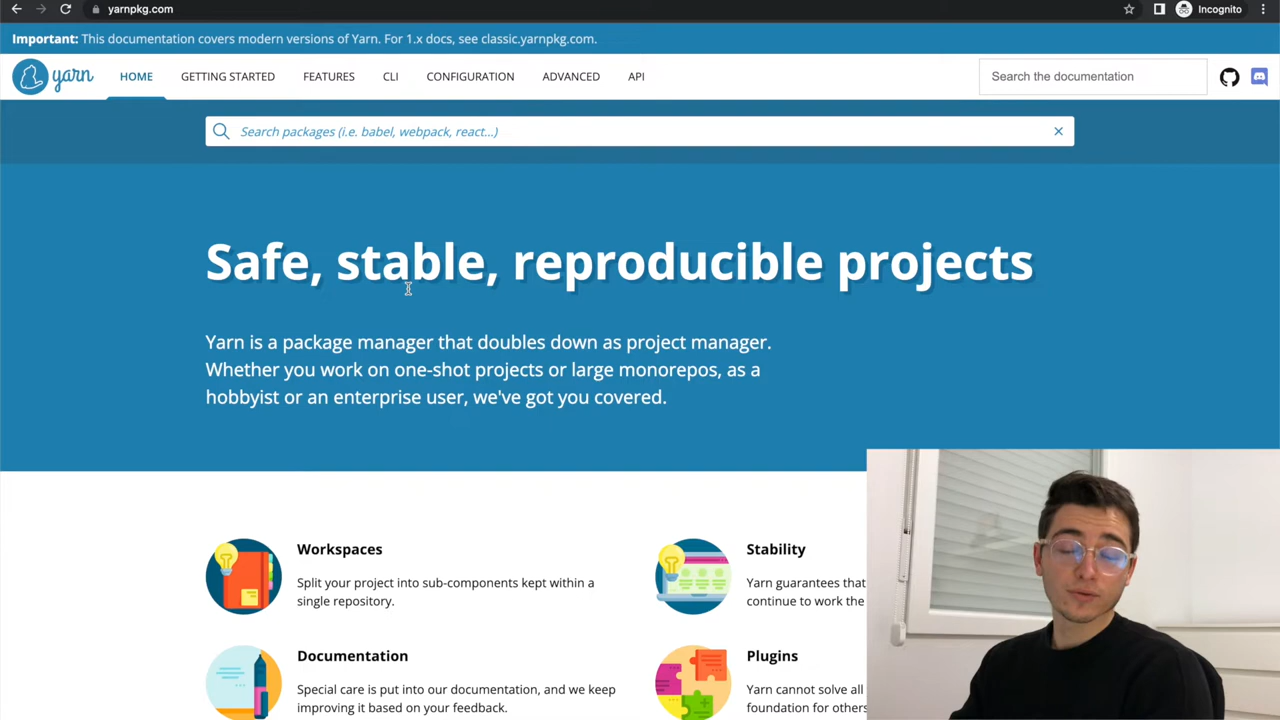 yarnpkg.com
Incognito
Important: This documentation covers modern versions of Yarn. For 1.x docs, see classic.yarnpkg.com.
yarn
HOME
GETTING STARTED
FEATURES
CLI
CONFIGURATION
ADVANCED
API
Search the documentation
Search packages (i.e. babel, webpack, react...)
Safe, stable, reproducible projects
Yarn is a package manager that doubles down as project manager.
Whether you work on one-shot projects or large monorepos, as a
hobbyist or an enterprise user, we've got you covered.
Workspaces
Split your project into sub-components kept within a
single repository.
Stability
Yarn guarantees that
continue to work the
Documentation
Special care is put into our documentation, and we keep
improving it based on your feedback.
Plugins
Yarn cannot solve all
foundation for others